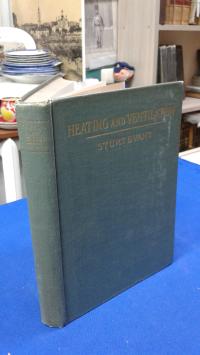 HEATING AND VENTILATION
STURTEVANT